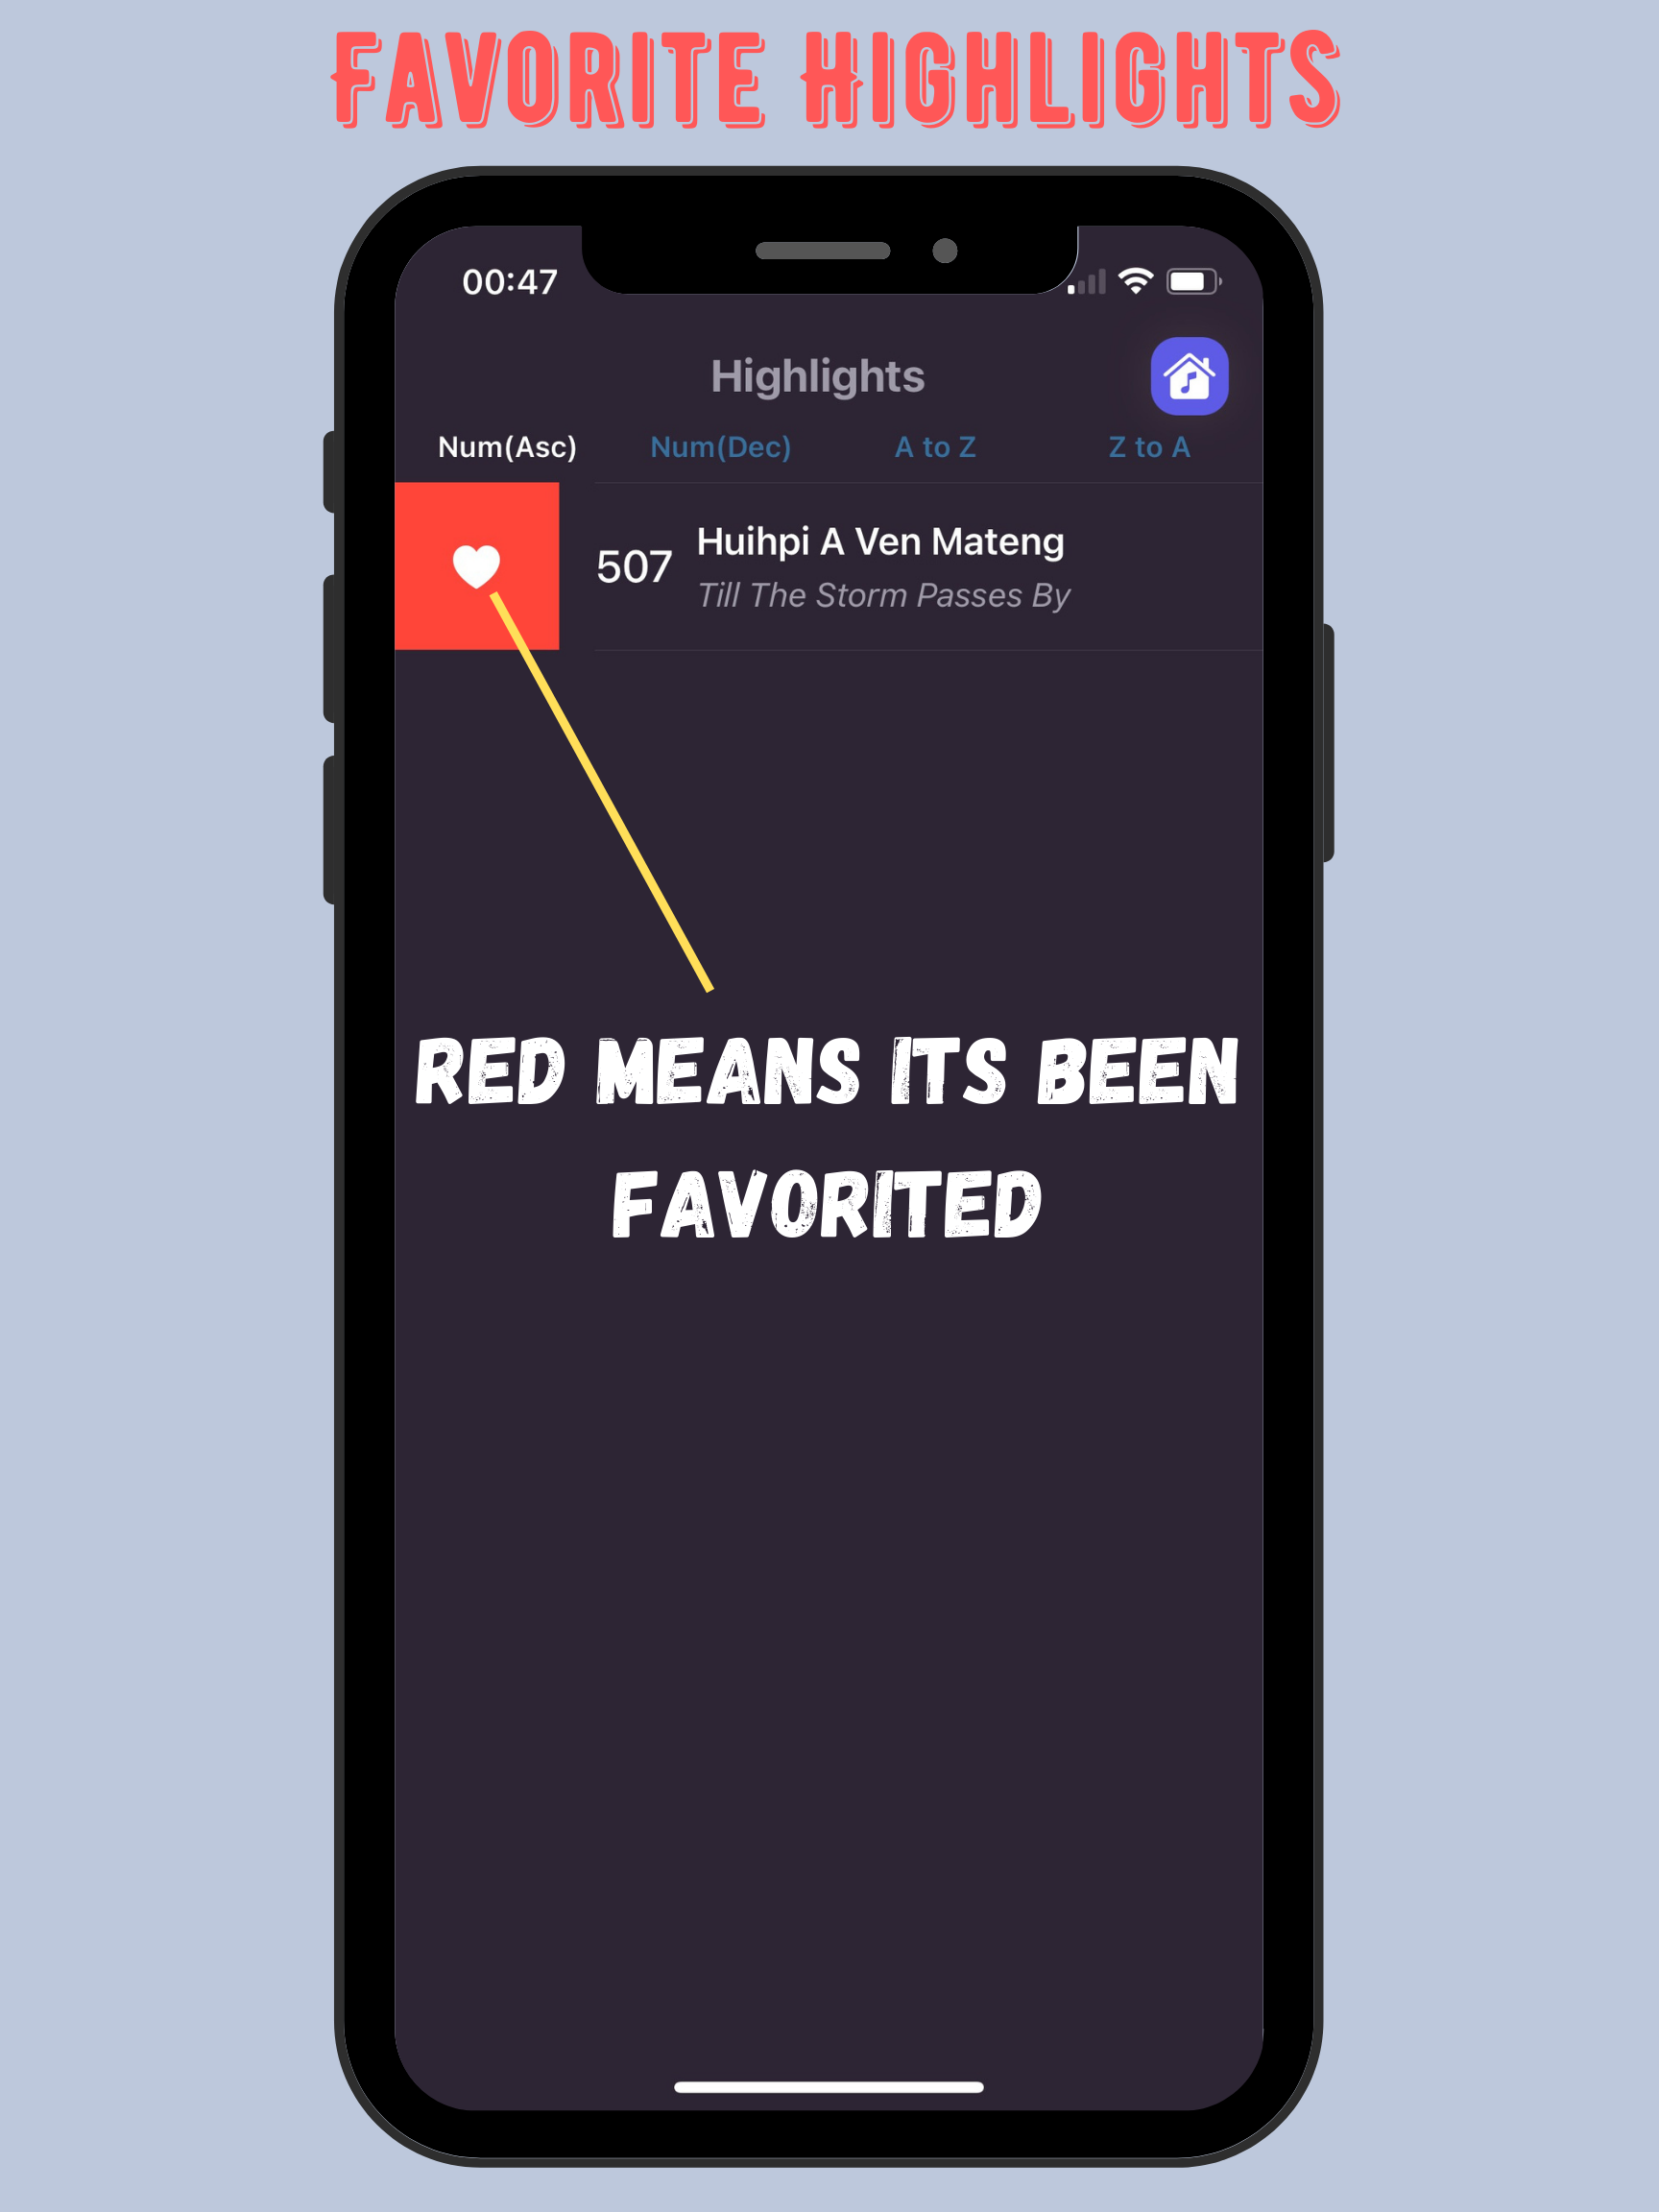 FAVORITE HIGHLIGHTS
00:47
Highlights
Num(Asc) Num(Dec) A to Z Z to A
507 Huihpi A Ven Mateng
Till The Storm Passes By
RED MEANS ITS BEEN
FAVORITED